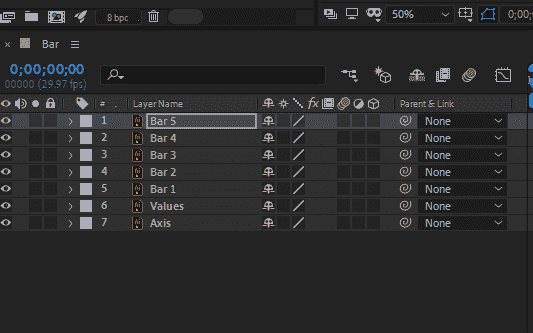 8 bpc
50%
0;00
Bar
0;00;00;00
00000 (29.97 fps)
# . Layer Name fx Parent & Link
1 Bar 5 None
2 Bar 4 None
3 Bar 3 None
4 Bar 2 None
5 Bar 1 None
6 Values None
7 Axis None